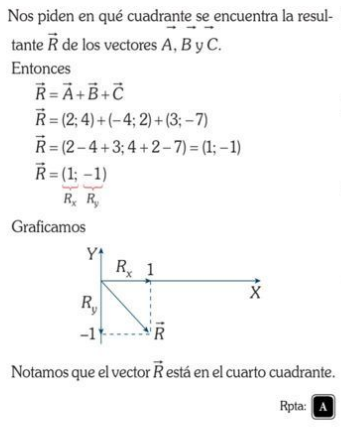 Nos piden en qué cuadrante se encuentra la resul-
tante R⃗ de los vectores A⃗, B⃗ y C⃗.
Entonces
R⃗ = A⃗ + B⃗ + C⃗
R⃗ = (2; 4) + (−4; 2) + (3; −7)
R⃗ = (2 − 4 + 3; 4 + 2 − 7) = (1; −1)
R⃗ = (1; −1)
Rₓ Rᵧ
Graficamos
Y
Rₓ 1
X
Rᵧ
−1 R⃗
Notamos que el vector R⃗ está en el cuarto cuadrante.
Rpta: A